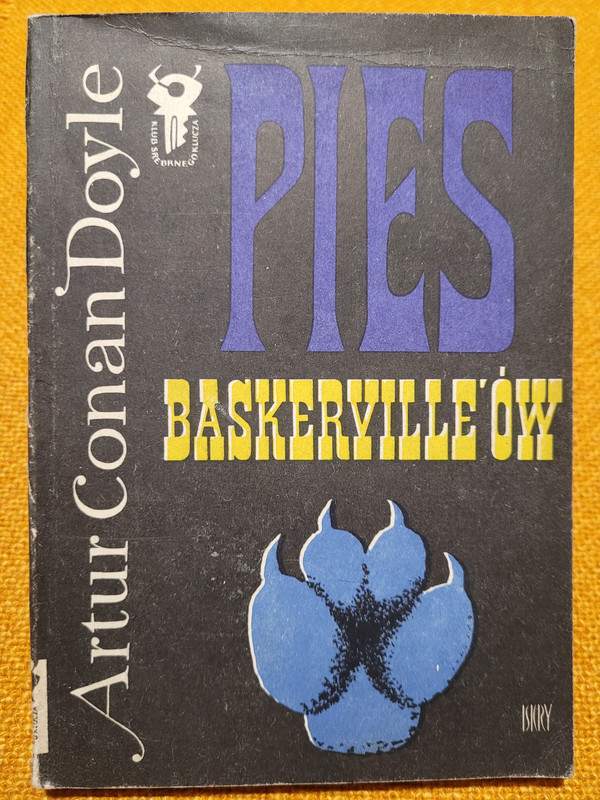 Artur Conan Doyle
KLUB SREBRNEGO KLUCZA
PIES
BASKERVILLE'ÓW
ISKRY